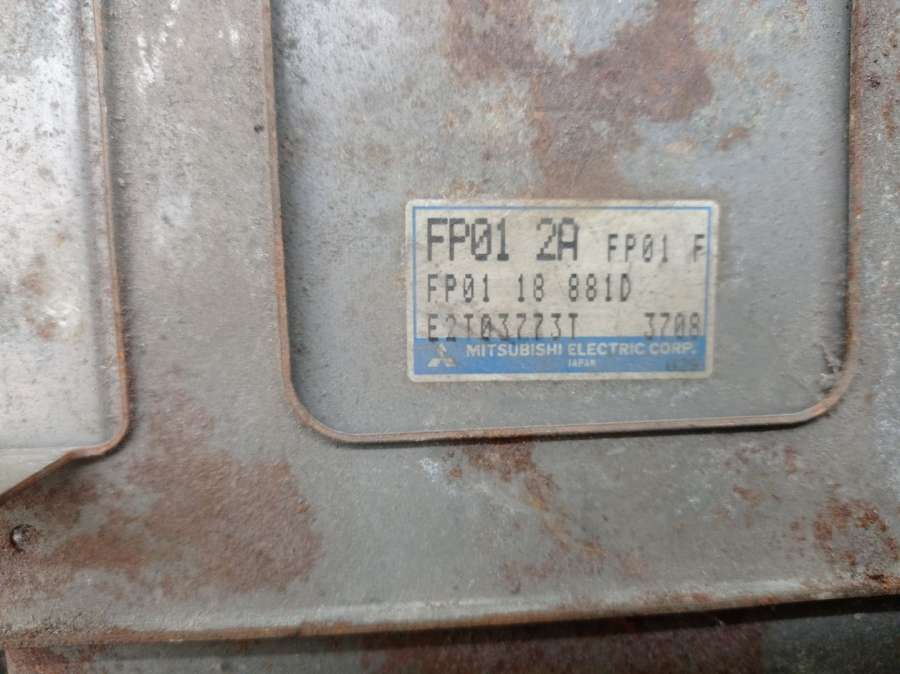 FP01 2A FP01 F
FP01 18 881D
E2T03773T 3708
MITSUBISHI ELECTRIC CORP.
JAPAN